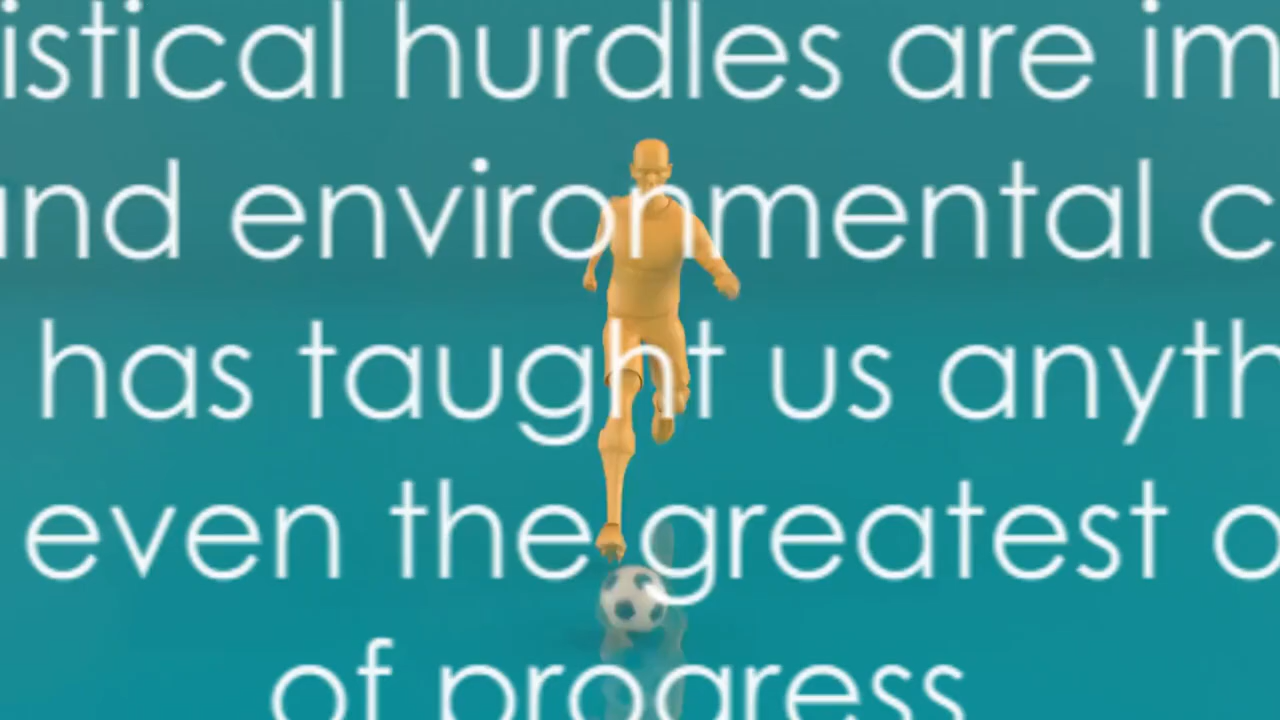 istical hurdles are im
and environmental c
has taught us anyth
even the greatest o
of progress